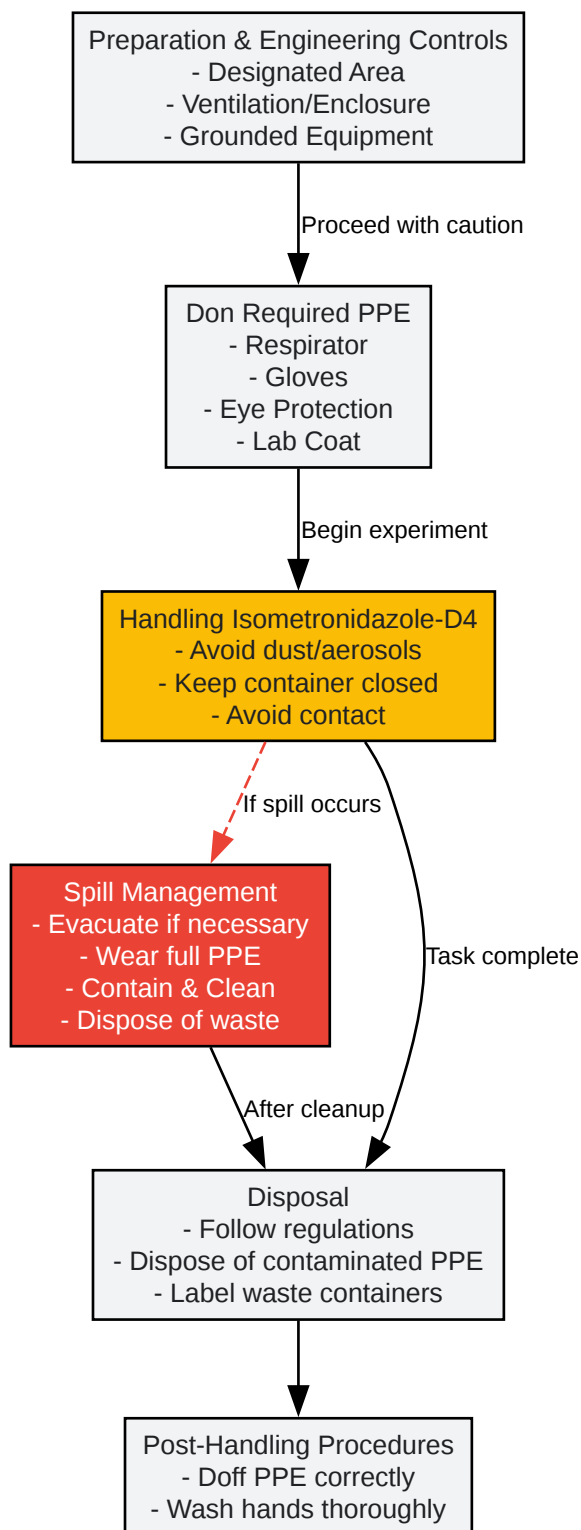 Preparation & Engineering Controls
- Designated Area
- Ventilation/Enclosure
- Grounded Equipment
Proceed with caution
Don Required PPE
- Respirator
- Gloves
- Eye Protection
- Lab Coat
Begin experiment
Handling Isometronidazole-D4
- Avoid dust/aerosols
- Keep container closed
- Avoid contact
If spill occurs
Spill Management
- Evacuate if necessary
- Wear full PPE
- Contain & Clean
- Dispose of waste
Task complete
After cleanup
Disposal
- Follow regulations
- Dispose of contaminated PPE
- Label waste containers
Post-Handling Procedures
- Doff PPE correctly
- Wash hands thoroughly